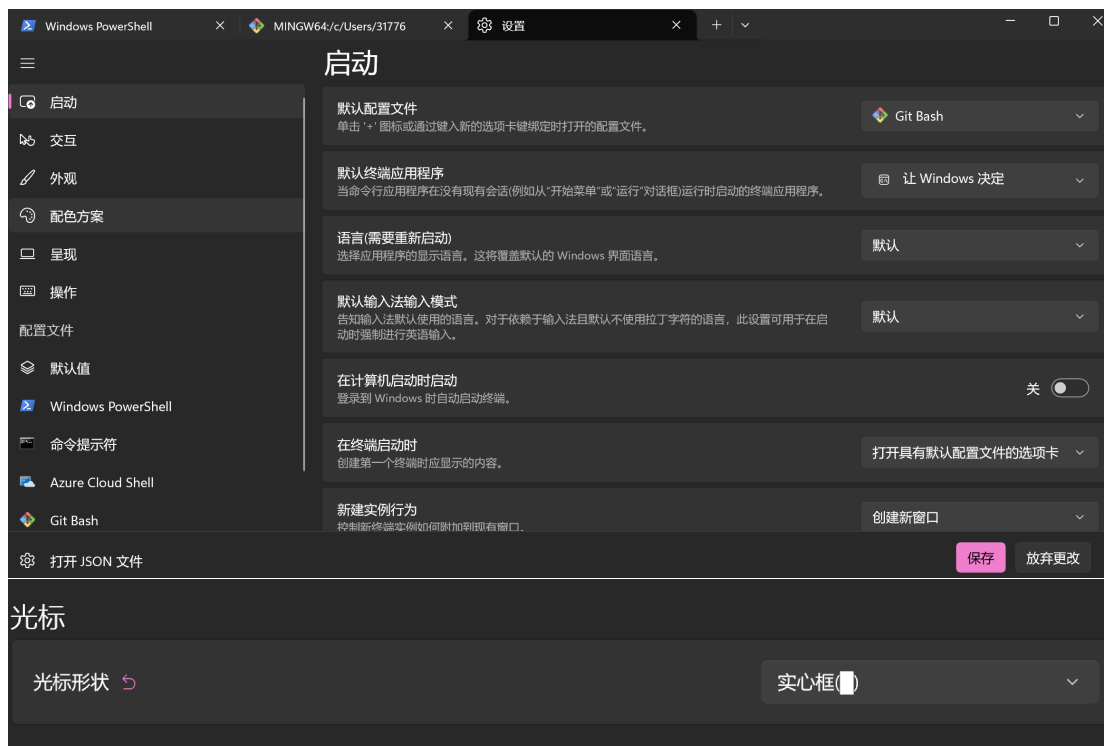 Windows PowerShell
MINGW64:/c/Users/31776
设置
启动
启动
交互
外观
配色方案
呈现
操作
配置文件
默认值
Windows PowerShell
命令提示符
Azure Cloud Shell
Git Bash
打开 JSON 文件
默认配置文件
单击 '+' 图标或通过键入新的选项卡键绑定时打开的配置文件。
Git Bash
默认终端应用程序
当命令行应用程序在没有现有会话(例如从“开始菜单”或“运行”对话框)运行时启动的终端应用程序。
让 Windows 决定
语言(需要重新启动)
选择应用程序的显示语言。这将覆盖默认的 Windows 界面语言。
默认
默认输入法输入模式
告知输入法默认使用的语言。对于依赖于输入法且默认不使用拉丁字符的语言，此设置可用于在启
动时强制进行英语输入。
默认
在计算机启动时启动
登录到 Windows 时自动启动终端。
关
在终端启动时
创建第一个终端时应显示的内容。
打开具有默认配置文件的选项卡
新建实例行为
控制新终端实例如何附加到现有窗口。
创建新窗口
保存
放弃更改
光标
光标形状
实心框(█)